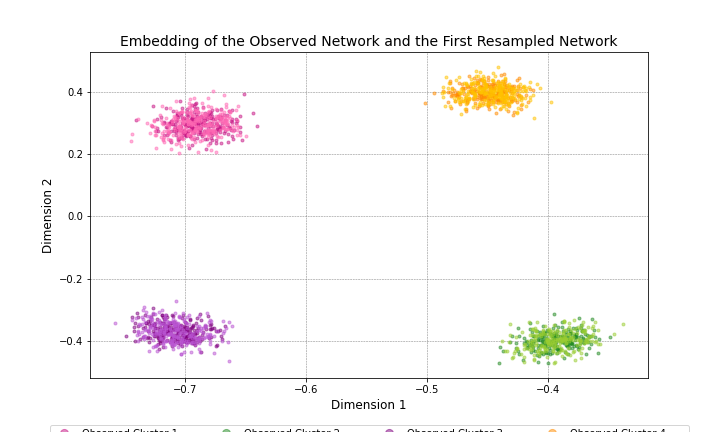 Embedding of the Observed Network and the First Resampled Network
0.4
0.2
0.0
−0.2
−0.4
Dimension 2
−0.7
−0.6
−0.5
−0.4
Dimension 1
Observed Cluster 1
Observed Cluster 2
Observed Cluster 3
Observed Cluster 4